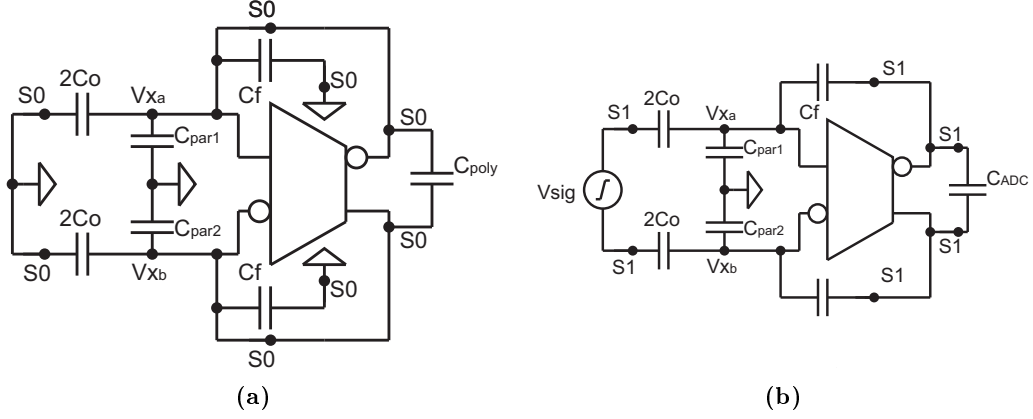 S0
S0
2Co
Vxa
Cf
S0
Cpar1
S0
Cpoly
2Co
Cpar2
S0
S0
Vxb
Cf
S0
S0
(a)
S1
Cf
S1
2Co
Vxa
S1
Cpar1
Vsig
CADC
2Co
Cpar2
S1
Vxb
S1
S1
(b)